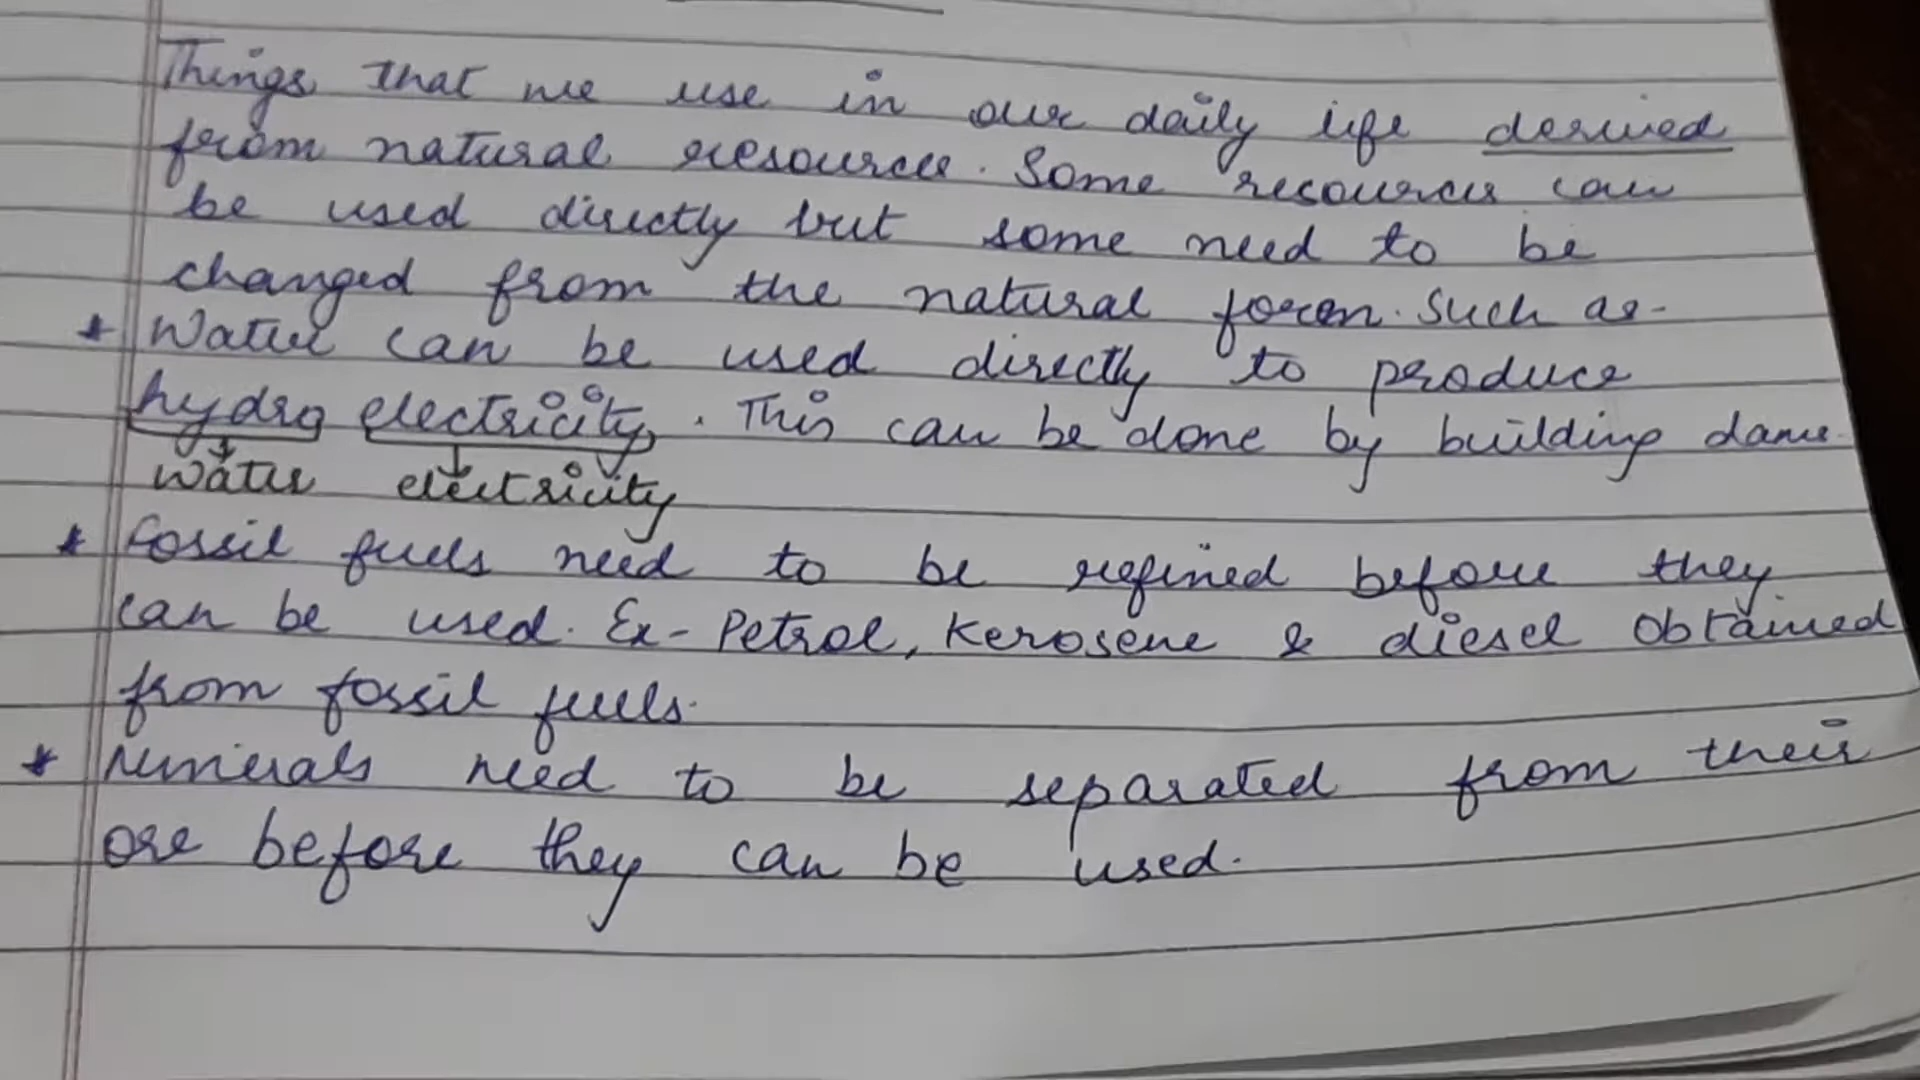 Things that we use in our daily life derived
from natural resources. Some resources can
be used directly but some need to be
changed from the natural form. Such as-
* Water can be used directly to produce
hydro electricity. This can be done by building dams.
water electricity
* Fossil fuels need to be refined before they
can be used. Ex- Petrol, Kerosene & diesel obtained
from fossil fuels.
* Minerals need to be separated from their
ore before they can be used.